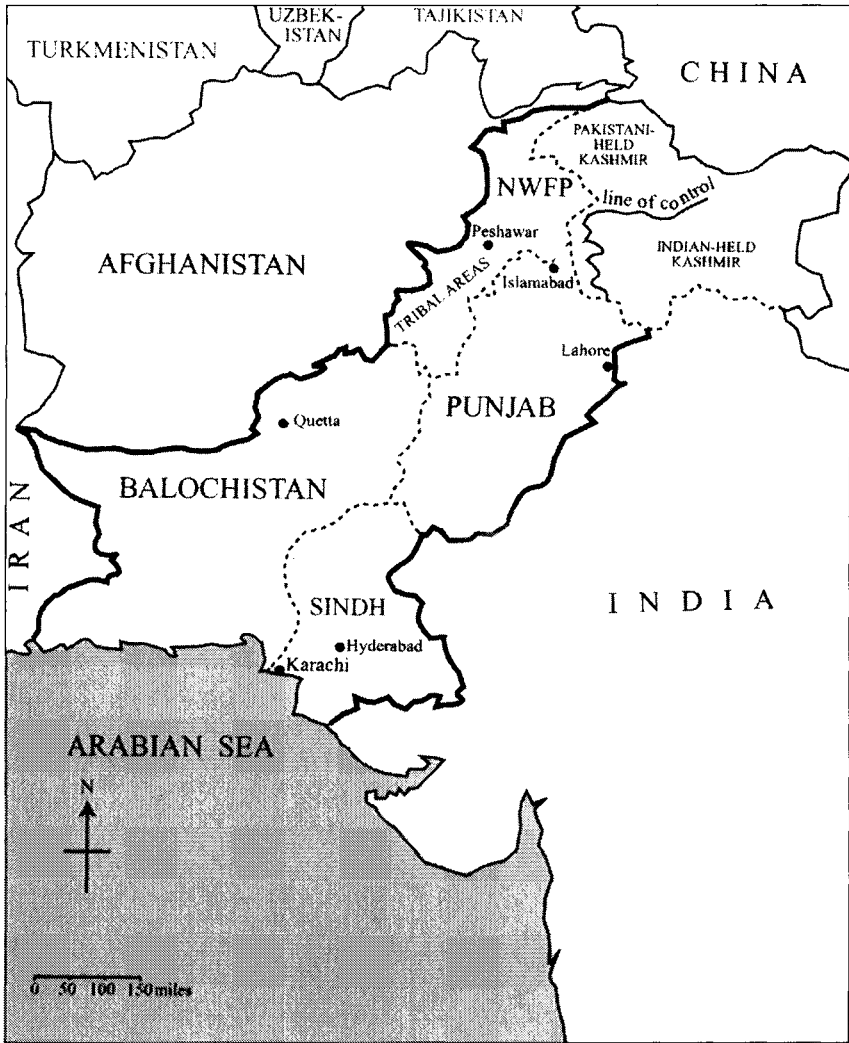 UZBEK-
ISTAN
TAJIKISTAN
TURKMENISTAN
CHINA
PAKISTANI-
HELD
KASHMIR
NWFP
line of control
Peshawar
INDIAN-HELD
KASHMIR
AFGHANISTAN
Islamabad
TRIBAL AREAS
Lahore
PUNJAB
Quetta
BALOCHISTAN
IRAN
SINDH
INDIA
Hyderabad
Karachi
ARABIAN SEA
N
0 50 100 150 miles